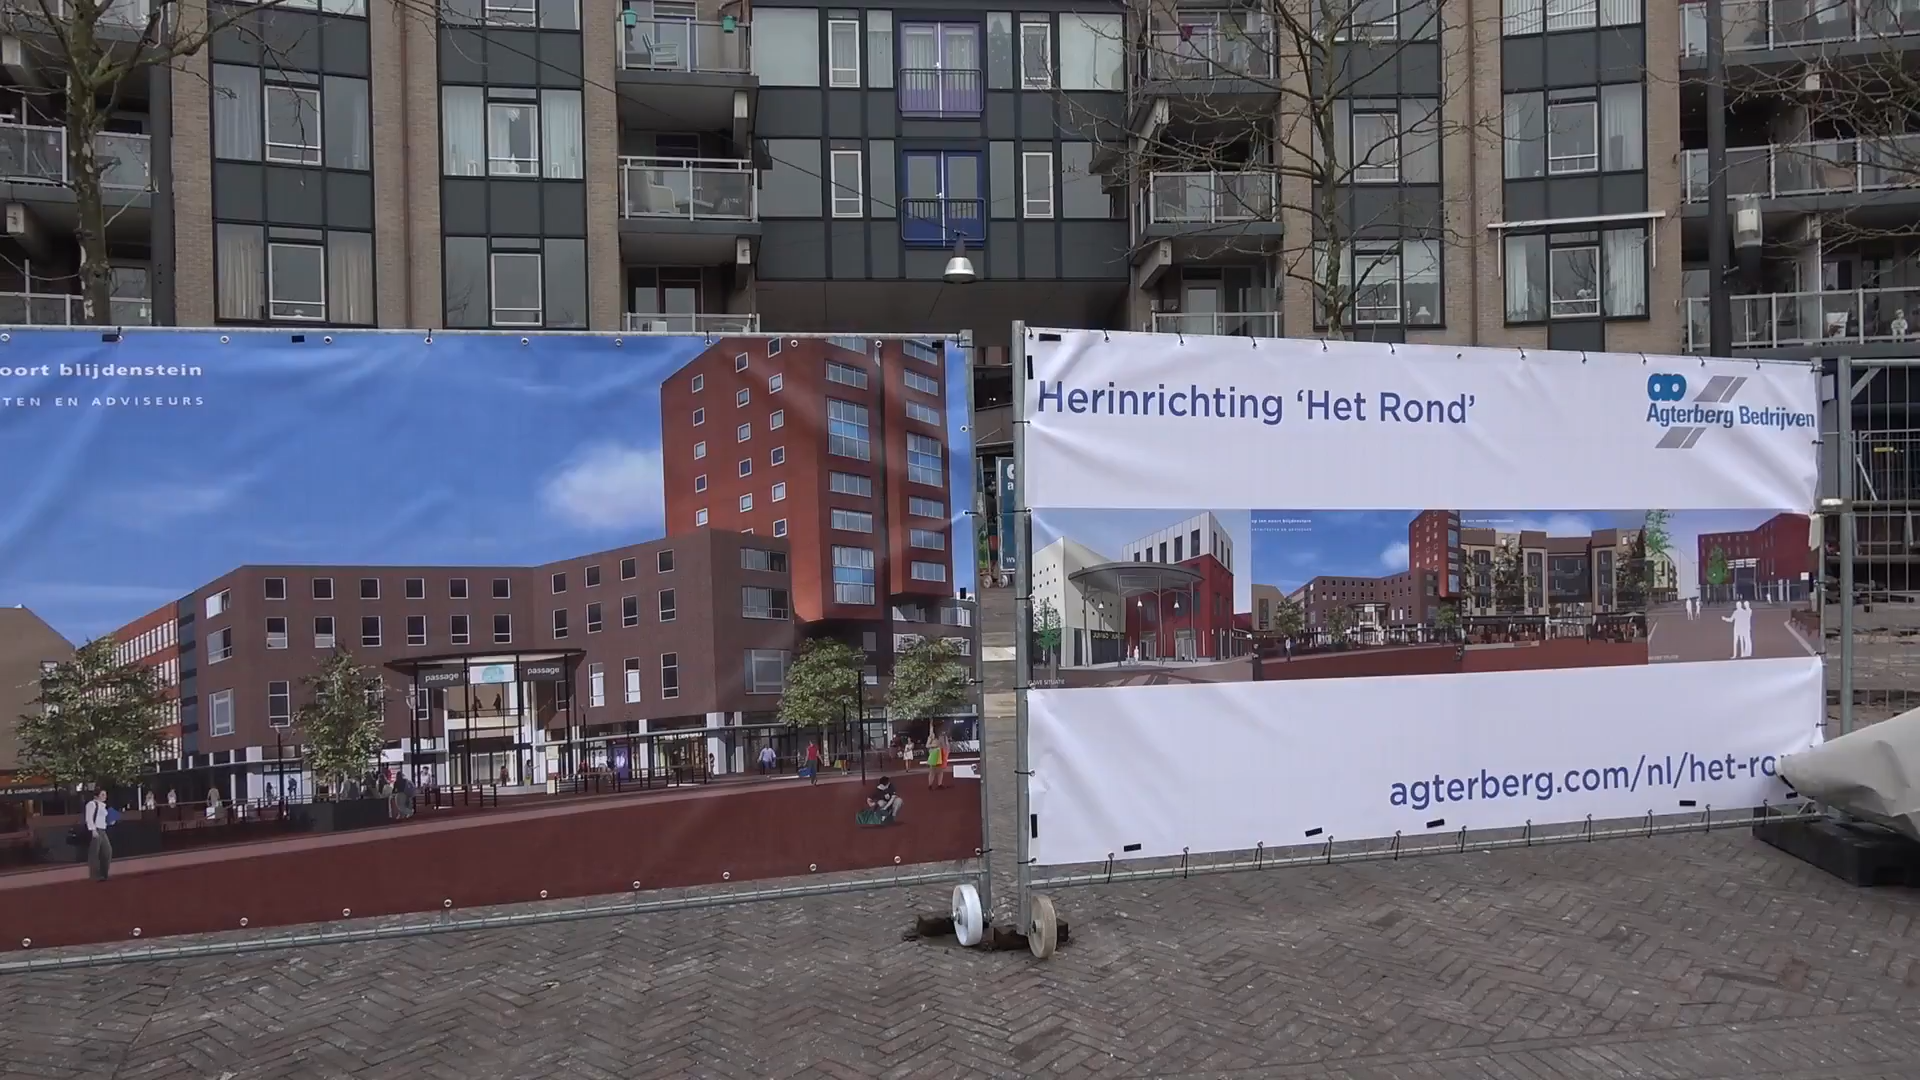 oort blijdenstein
TEN EN ADVISEURS
passage
passage
Herinrichting ‘Het Rond’
Agterberg Bedrijven
agterberg.com/nl/het-ro